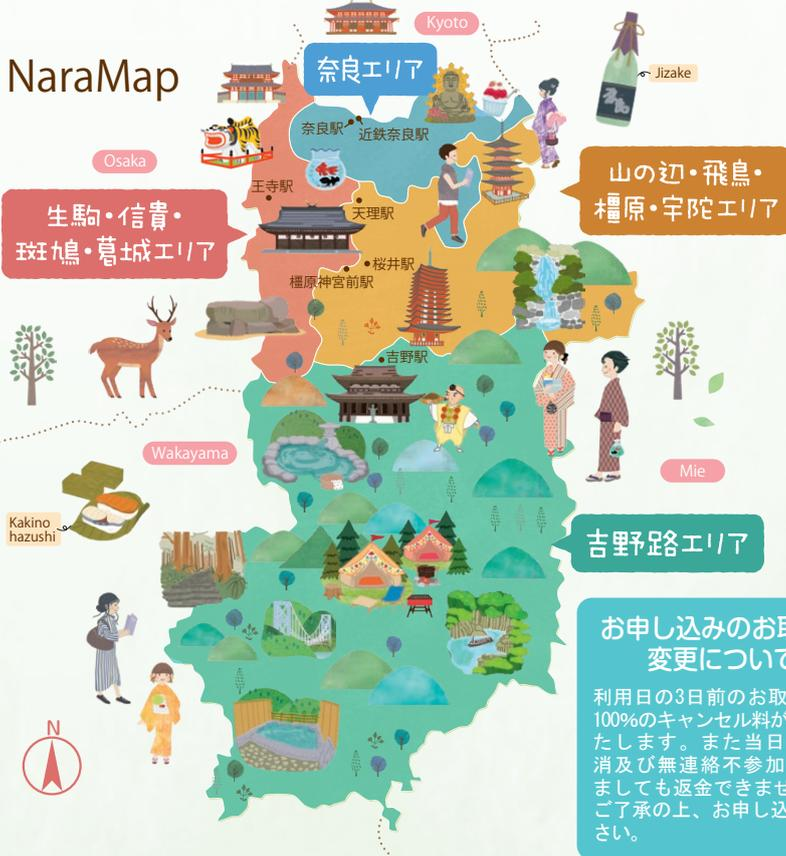 Kyoto
NaraMap
奈良エリア
Jizake
奈良駅
近鉄奈良駅
Osaka
山の辺・飛鳥・
橿原・宇陀エリア
王寺駅
生駒・信貴・
斑鳩・葛城エリア
天理駅
桜井駅
橿原神宮前駅
吉野駅
Wakayama
Mie
Kakino
hazushi
吉野路エリア
お申し込みのお取
変更について
利用日の3日前のお取
100%のキャンセル料が
たします。また当日
消及び無連絡不参加
ましても返金できませ
ご了承の上、お申し込
さい。
N